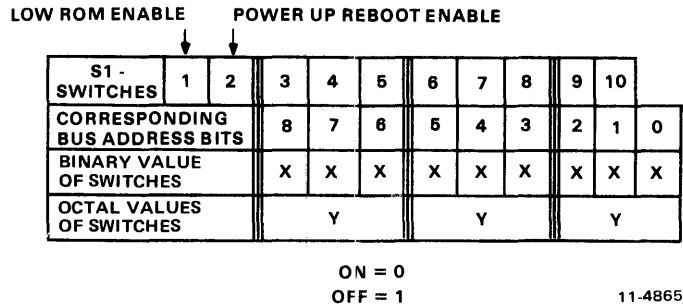 LOW ROM ENABLE POWER UP REBOOT ENABLE
S1 - SWITCHES 1 2 3 4 5 6 7 8 9 10
CORRESPONDING BUS ADDRESS BITS 8 7 6 5 4 3 2 1 0
BINARY VALUE OF SWITCHES X X X X X X X X X
OCTAL VALUES OF SWITCHES Y Y Y
ON = 0
OFF = 1
11-4865